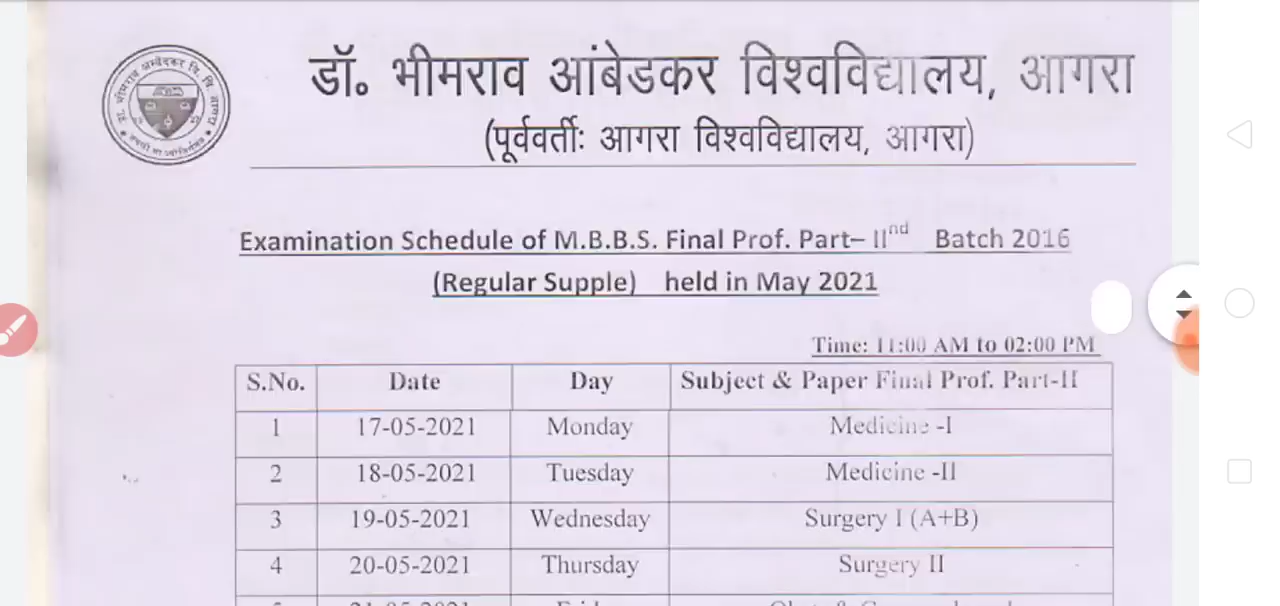 डॉ. भीमराव आंबेडकर विश्वविद्यालय, आगरा
(पूर्ववर्तीः आगरा विश्वविद्यालय, आगरा)
Examination Schedule of M.B.B.S. Final Prof. Part– IInd Batch 2016
(Regular Supple) held in May 2021
Time: 11:00 AM to 02:00 PM
S.No. Date Day Subject & Paper Final Prof. Part-II
1 17-05-2021 Monday Medicine -I
2 18-05-2021 Tuesday Medicine -II
3 19-05-2021 Wednesday Surgery I (A+B)
4 20-05-2021 Thursday Surgery II
21-05-2021